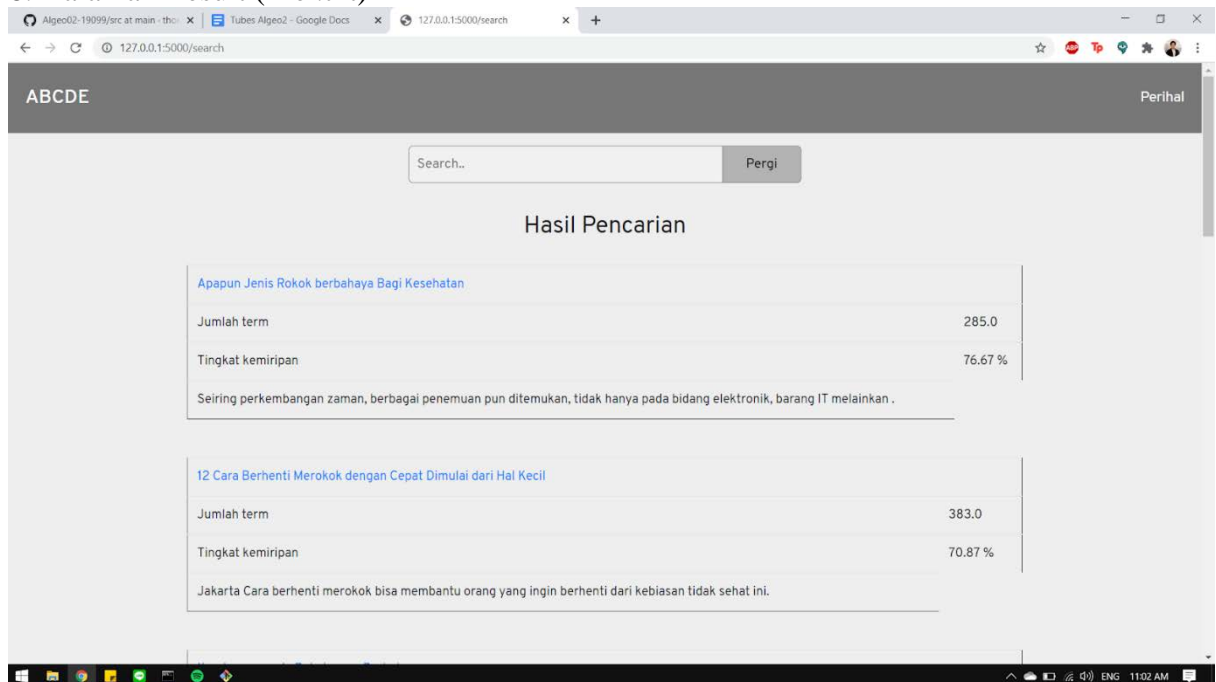 Algeo02-19099/src at main · tho
Tubes Algeo2 - Google Docs
127.0.0.1:5000/search
127.0.0.1:5000/search
ABP
Tp
ABCDE
Perihal
Search..
Pergi
Hasil Pencarian
Apapun Jenis Rokok berbahaya Bagi Kesehatan
Jumlah term 285.0
Tingkat kemiripan 76.67 %
Seiring perkembangan zaman, berbagai penemuan pun ditemukan, tidak hanya pada bidang elektronik, barang IT melainkan .
12 Cara Berhenti Merokok dengan Cepat Dimulai dari Hal Kecil
Jumlah term 383.0
Tingkat kemiripan 70.87 %
Jakarta Cara berhenti merokok bisa membantu orang yang ingin berhenti dari kebiasan tidak sehat ini.
ENG 11:02 AM